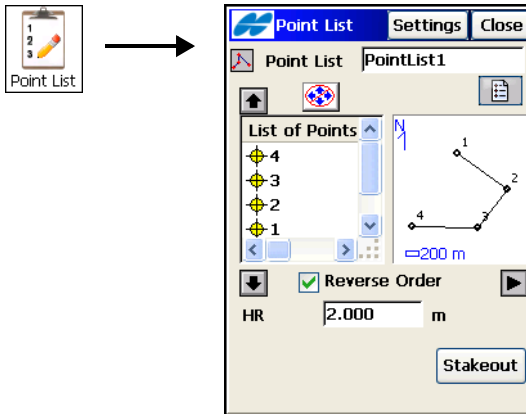 1
2
3
Point List
Point List Settings Close
Point List PointList1
List of Points
4
3
2
1
N
1
2
3
4
200 m
Reverse Order
HR 2.000 m
Stakeout